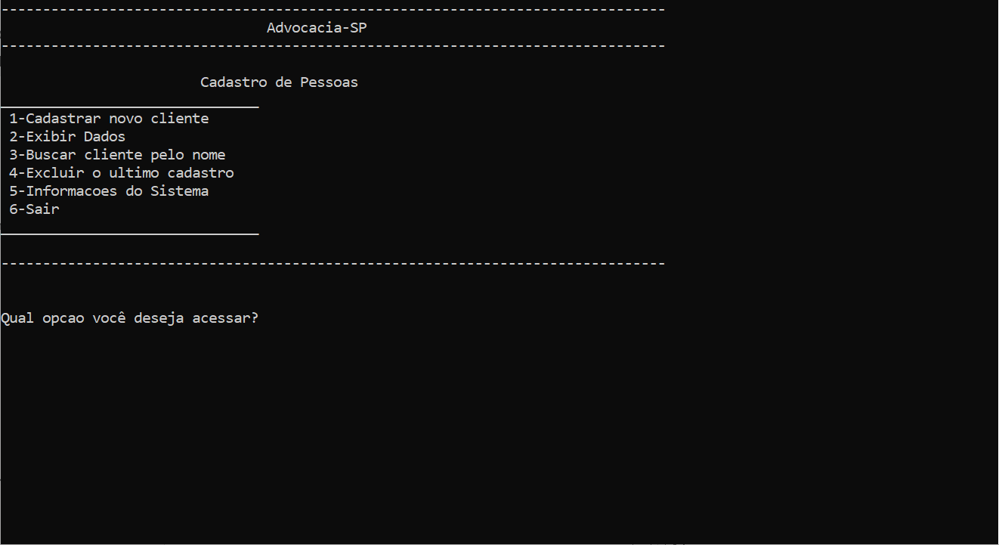 --------------------------------------------------------------------------------
Advocacia-SP
--------------------------------------------------------------------------------
Cadastro de Pessoas
_______________________________
1-Cadastrar novo cliente
2-Exibir Dados
3-Buscar cliente pelo nome
4-Excluir o ultimo cadastro
5-Informacoes do Sistema
6-Sair
_______________________________
--------------------------------------------------------------------------------
Qual opcao você deseja acessar?